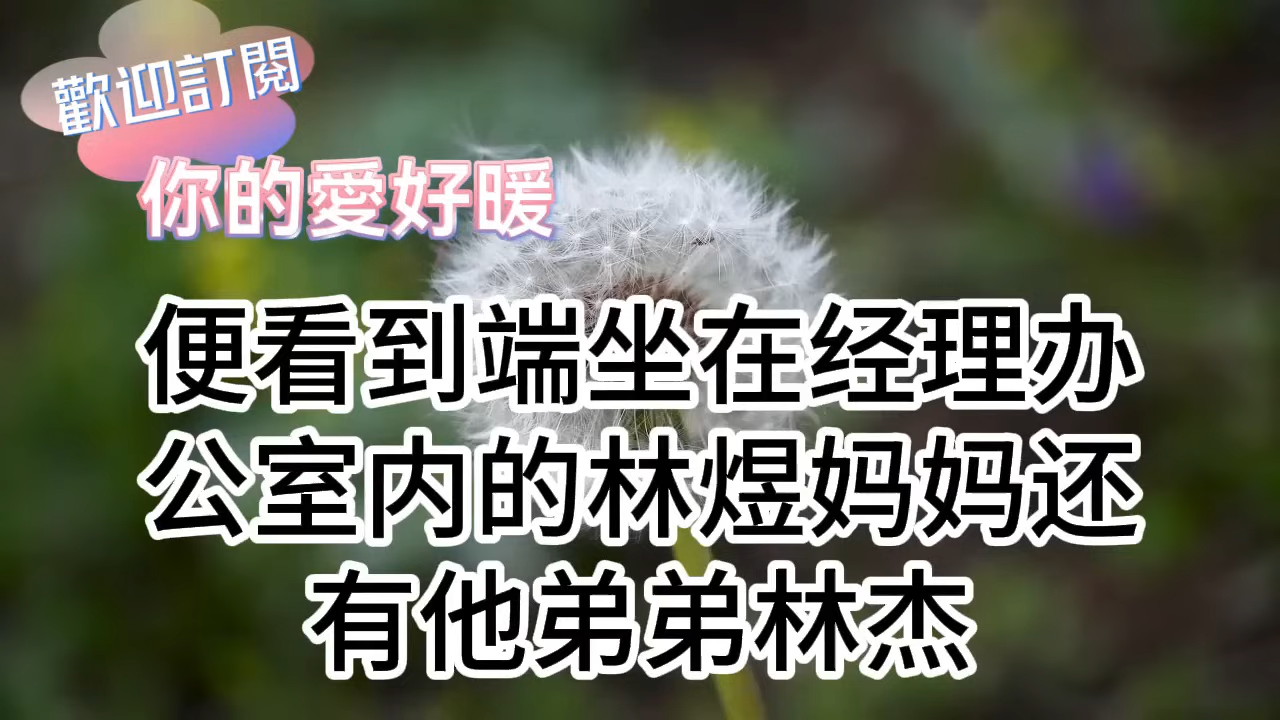 歡迎訂閱
你的愛好暖
便看到端坐在经理办
公室内的林煜妈妈还
有他弟弟林杰